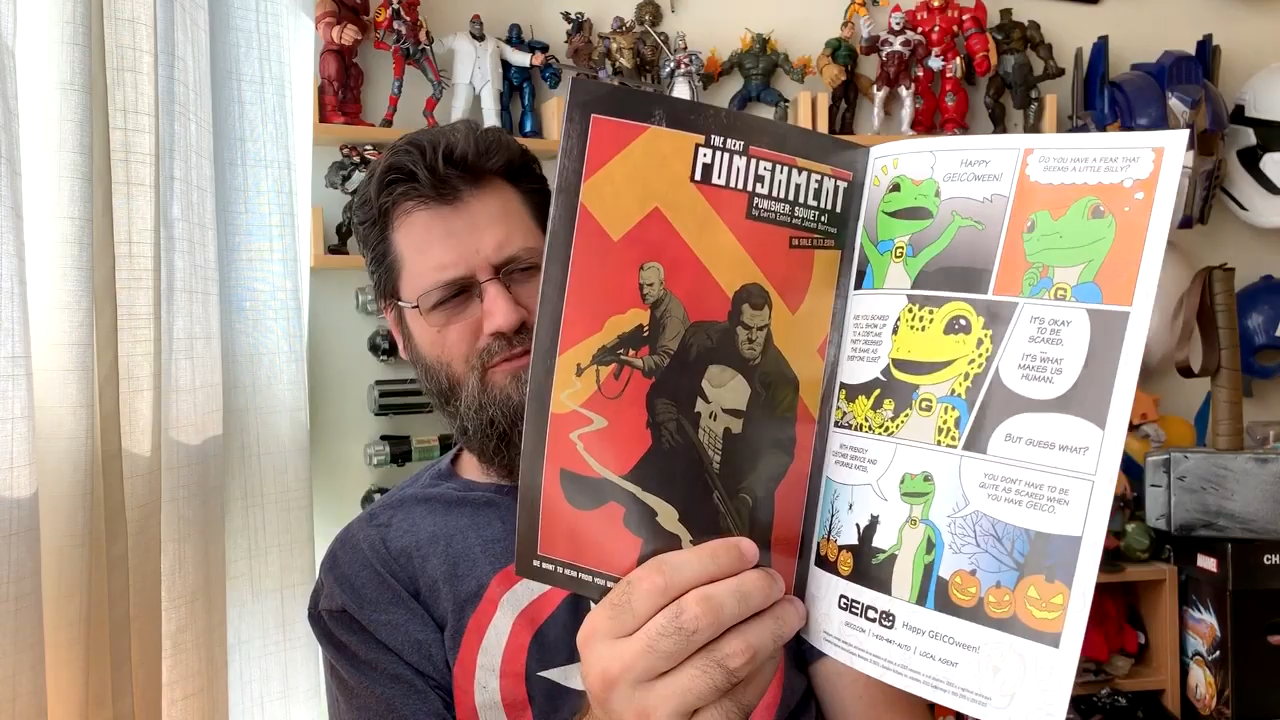 THE NEXT
PUNISHMENT
PUNISHER: SOVIET #1
by Garth Ennis and Jacen Burrows
ON SALE 11.13.2019
WE WANT TO HEAR FROM YOU!
HAPPY
GEICOWEEN!
DO YOU HAVE A FEAR THAT
SEEMS A LITTLE SILLY?
G
ARE YOU SCARED
YOU'LL SHOW UP
TO A COSTUME
PARTY DRESSED
THE SAME AS
EVERYONE ELSE?
G
IT'S OKAY
TO BE
SCARED.
...
IT'S WHAT
MAKES US
HUMAN.
BUT GUESS WHAT?
WITH FRIENDLY
CUSTOMER SERVICE AND
AFFORDABLE RATES,
YOU DON'T HAVE TO BE
QUITE AS SCARED WHEN
YOU HAVE GEICO.
G
GEICO
Happy GEICOween!
GEICO.COM | 1-800-947-AUTO | LOCAL AGENT
MARVEL
CH